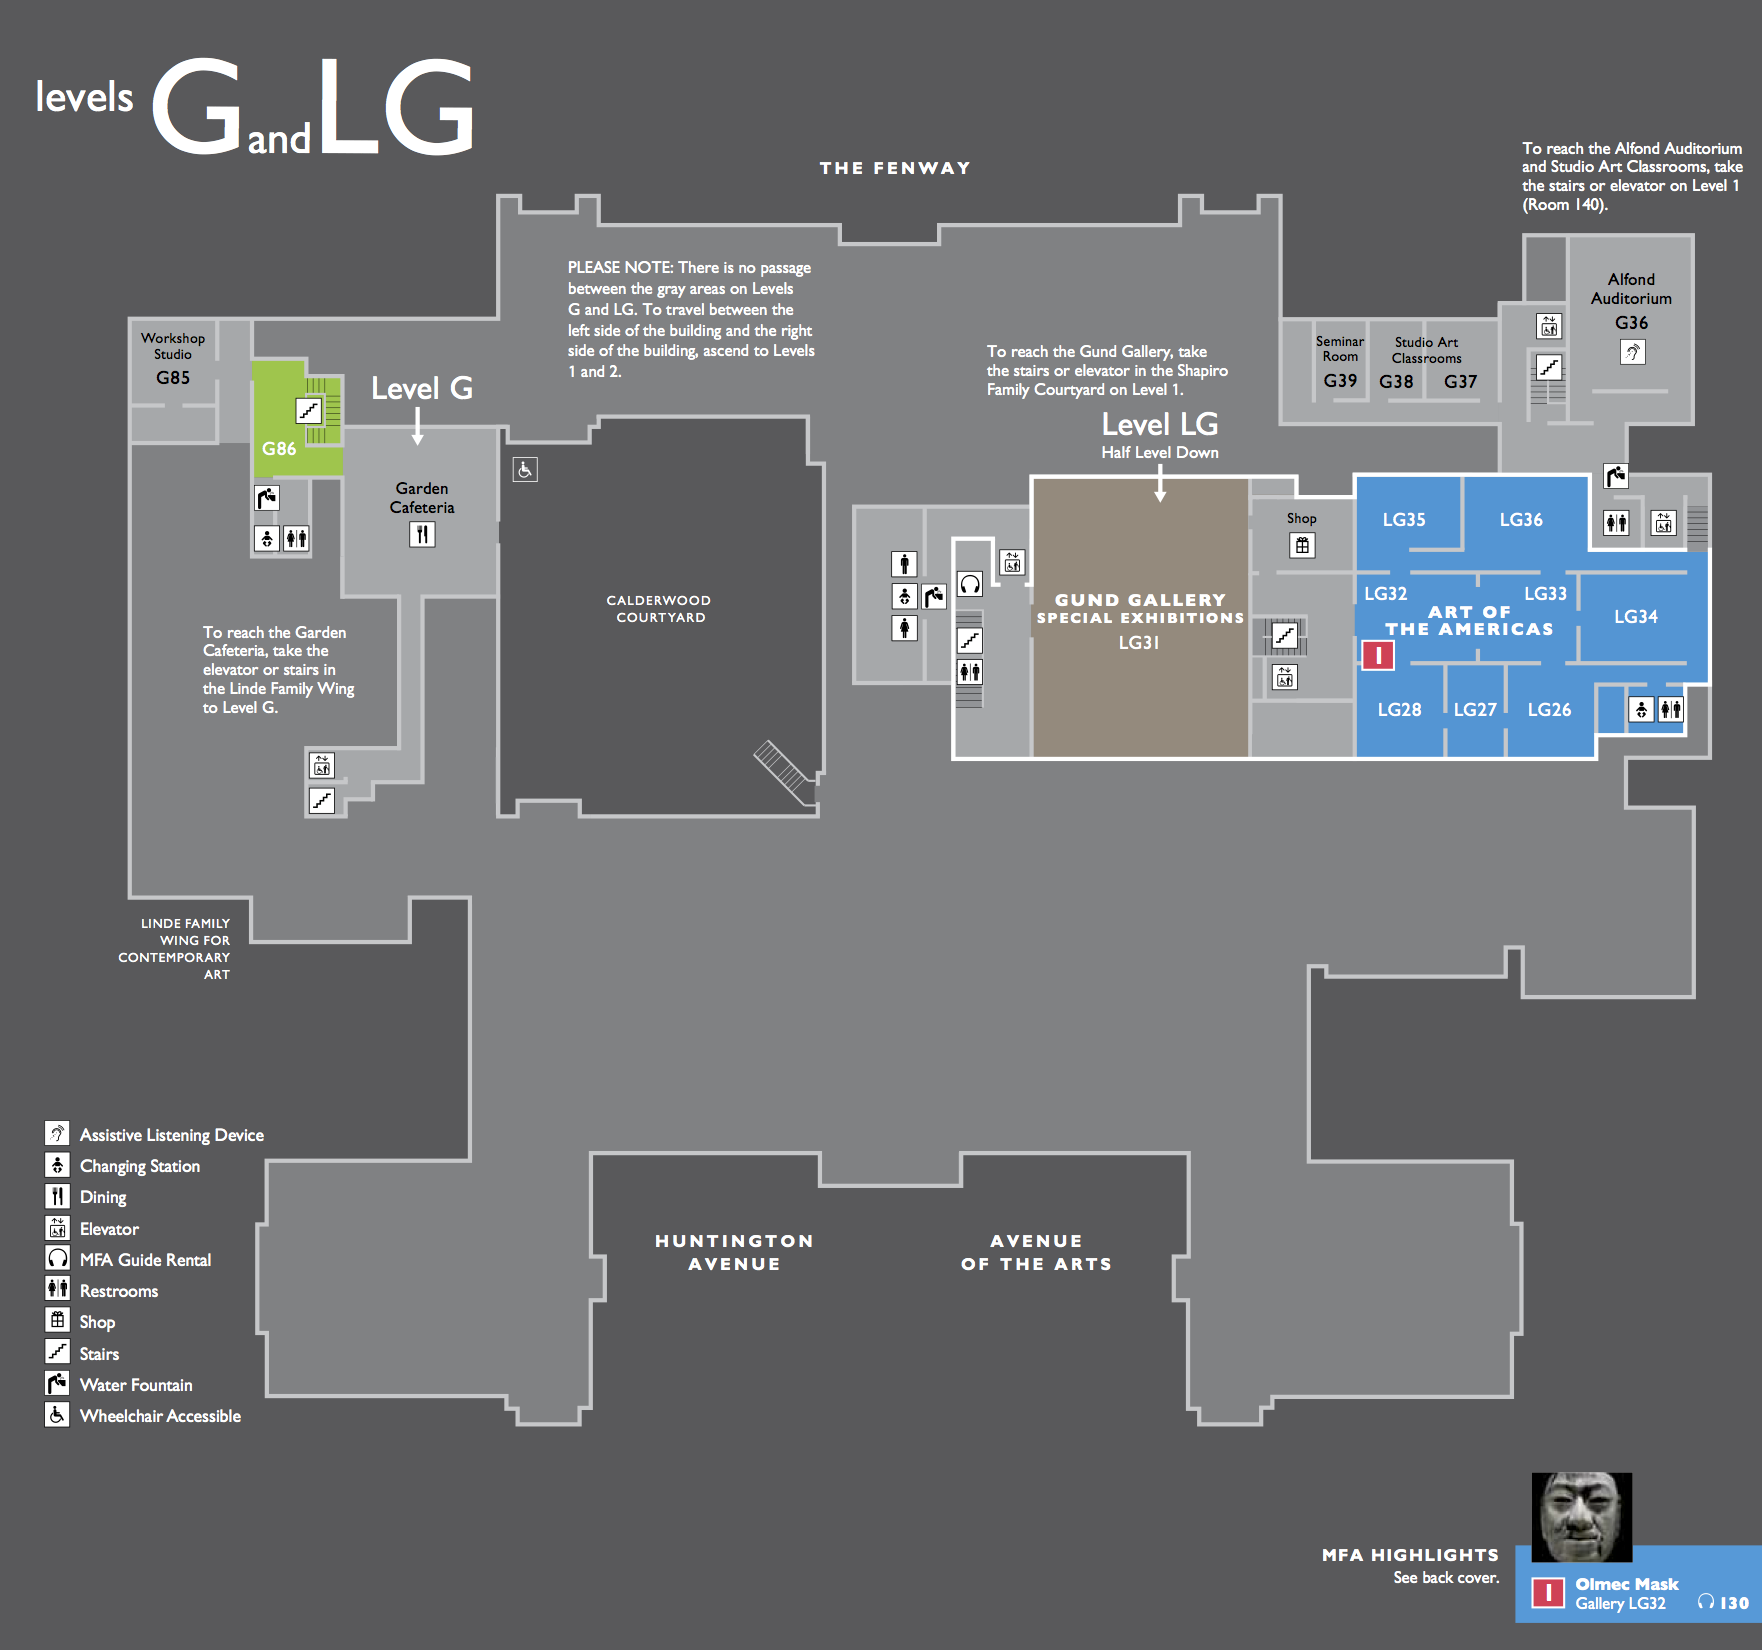 levels G and LG
THE FENWAY
To reach the Alfond Auditorium
and Studio Art Classrooms, take
the stairs or elevator on Level 1
(Room 140).
PLEASE NOTE: There is no passage
between the gray areas on Levels
G and LG. To travel between the
left side of the building and the right
side of the building, ascend to Levels
1 and 2.
Alfond
Auditorium
G36
Workshop
Studio
G85
Seminar
Room
G39
Studio Art
Classrooms
G38
G37
To reach the Gund Gallery, take
the stairs or elevator in the Shapiro
Family Courtyard on Level 1.
Level G
Level LG
Half Level Down
G86
Garden
Cafeteria
Shop
LG35
LG36
CALDERWOOD
COURTYARD
GUND GALLERY
SPECIAL EXHIBITIONS
LG31
LG32
LG33
ART OF
THE AMERICAS
LG34
1
LG28
LG27
LG26
To reach the Garden
Cafeteria, take the
elevator or stairs in
the Linde Family Wing
to Level G.
LINDE FAMILY
WING FOR
CONTEMPORARY
ART
Assistive Listening Device
Changing Station
Dining
Elevator
MFA Guide Rental
Restrooms
Shop
Stairs
Water Fountain
Wheelchair Accessible
HUNTINGTON
AVENUE
AVENUE
OF THE ARTS
MFA HIGHLIGHTS
See back cover.
1
Olmec Mask
Gallery LG32
130